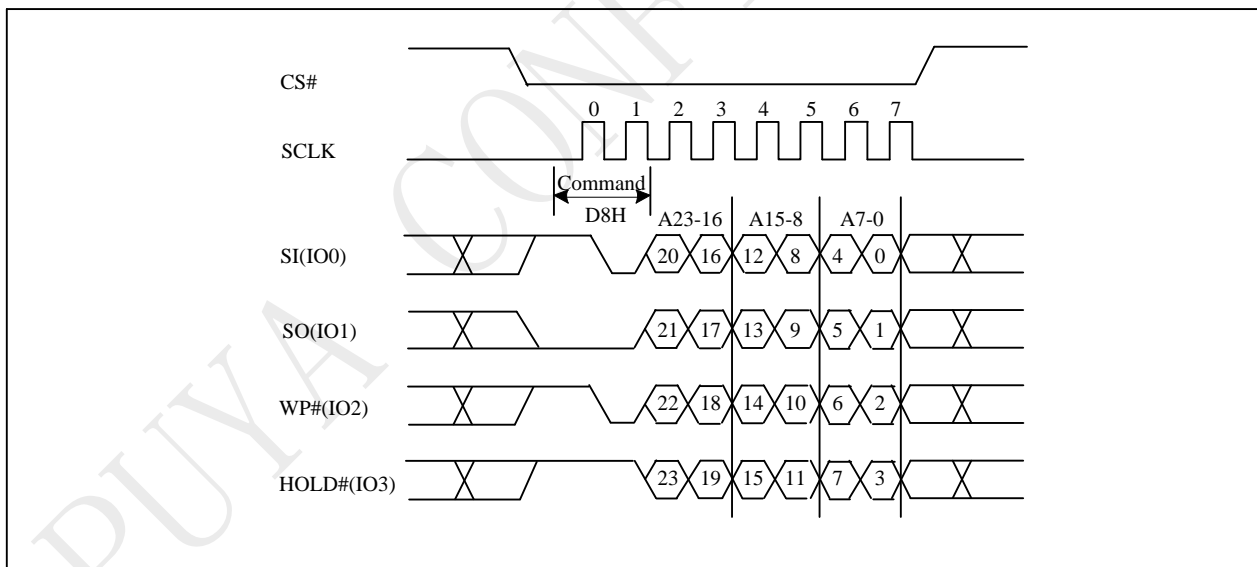 PUYA CONF
CS#
0 1 2 3 4 5 6 7
SCLK
Command
D8H A23-16 A15-8 A7-0
SI(IO0) 20 16 12 8 4 0
SO(IO1) 21 17 13 9 5 1
WP#(IO2) 22 18 14 10 6 2
HOLD#(IO3) 23 19 15 11 7 3